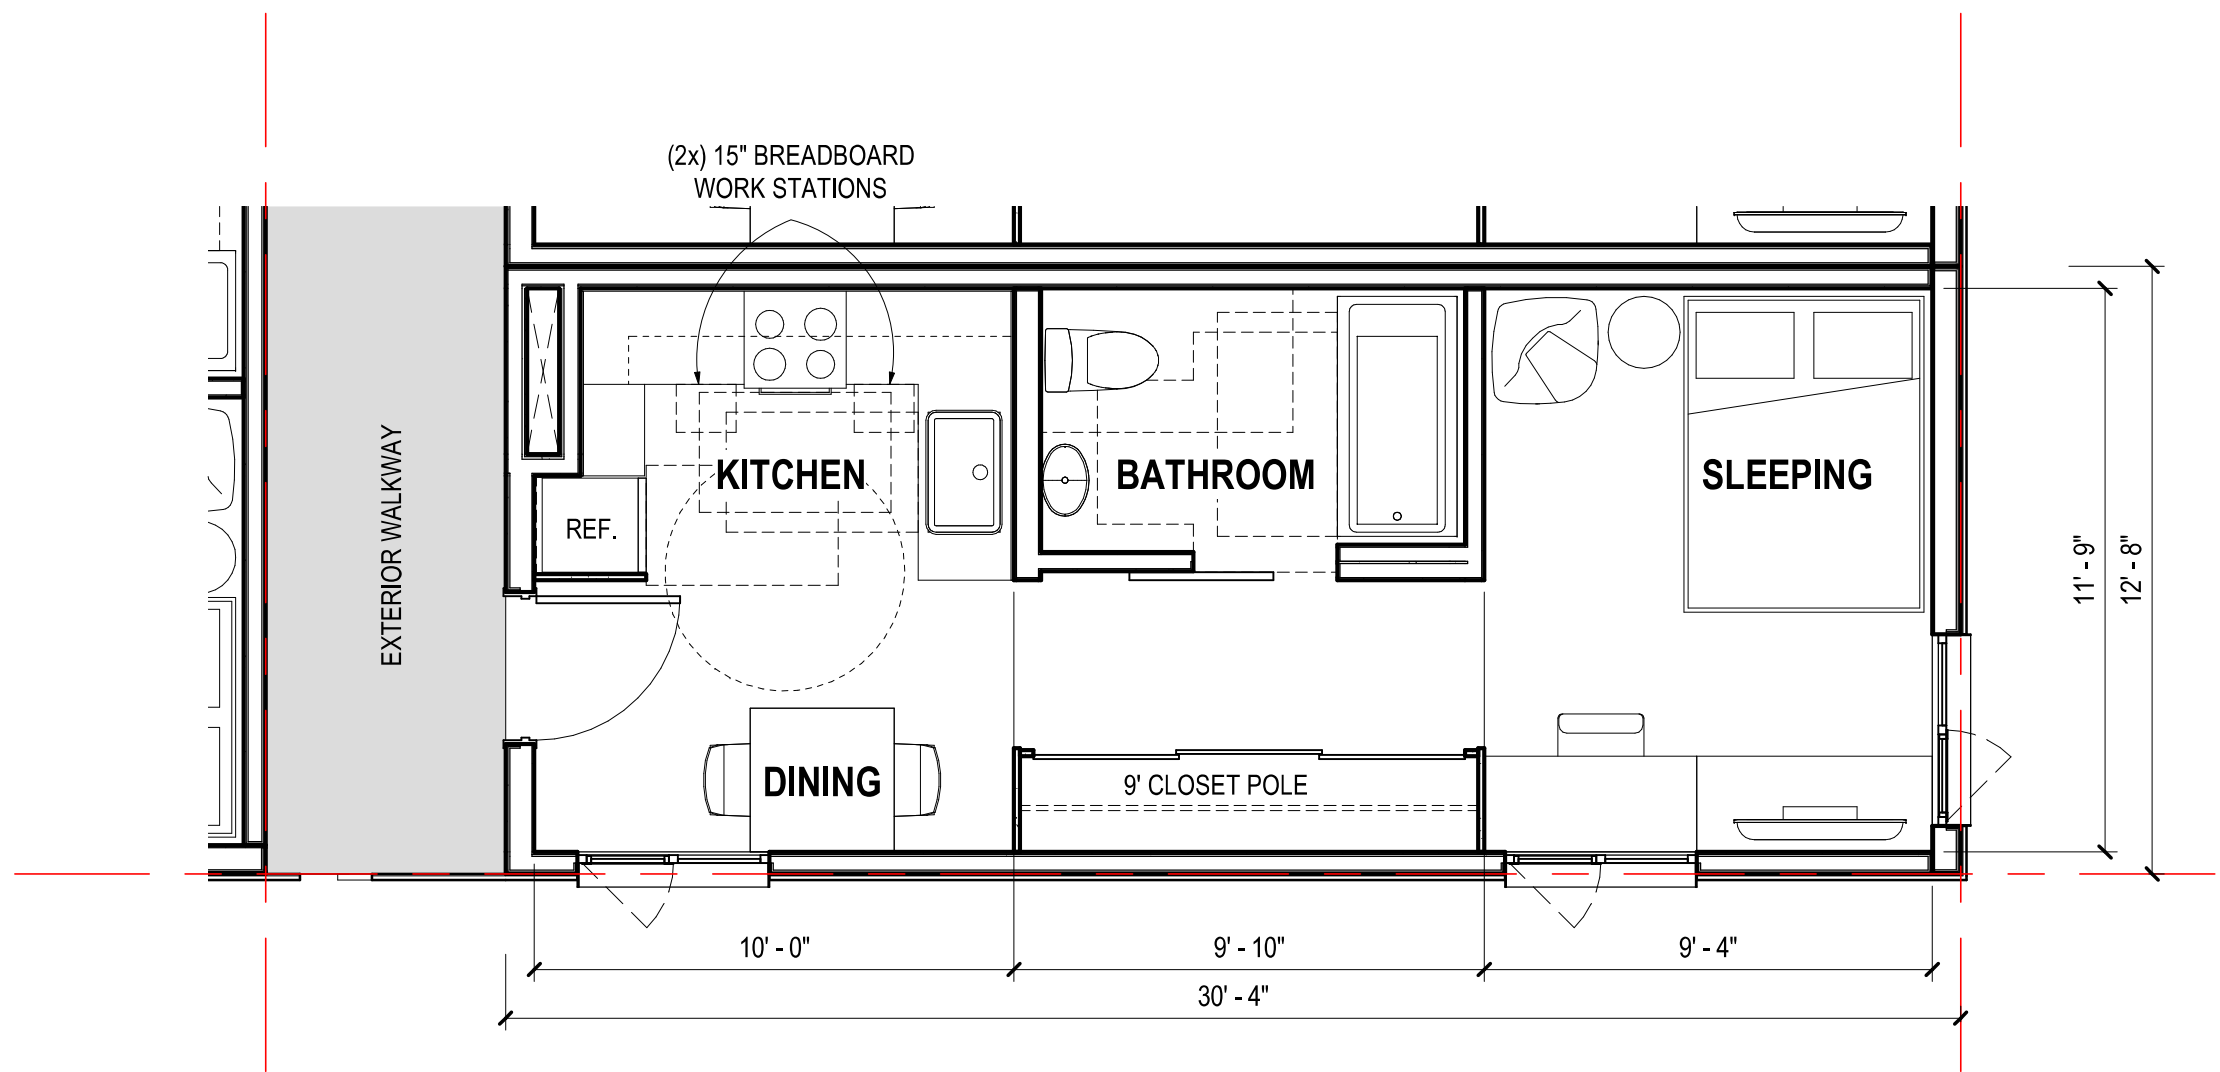 (2x) 15" BREADBOARD
WORK STATIONS
EXTERIOR WALKWAY
KITCHEN
BATHROOM
SLEEPING
REF.
11' - 9"
12' - 8"
DINING
9' CLOSET POLE
10' - 0"
9' - 10"
9' - 4"
30' - 4"